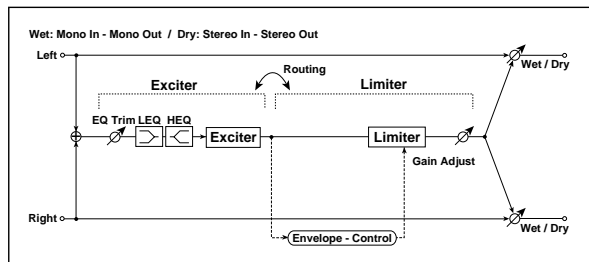 Wet: Mono In - Mono Out / Dry: Stereo In - Stereo Out
Left
Wet / Dry
Routing
Exciter
Limiter
EQ Trim LEQ HEQ
Exciter
Limiter
Gain Adjust
Right
Wet / Dry
Envelope - Control